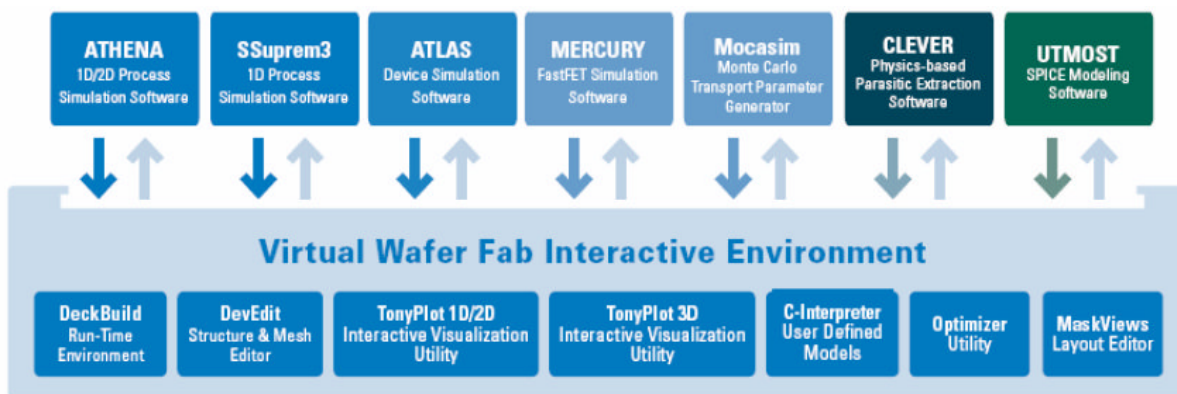 ATHENA
1D/2D Process
Simulation Software
SSuprem3
1D Process
Simulation Software
ATLAS
Device Simulation
Software
MERCURY
FastFET Simulation
Software
Mocasim
Monte Carlo
Transport Parameter
Generator
CLEVER
Physics-based
Parasitic Extraction
Software
UTMOST
SPICE Modeling
Software
Virtual Wafer Fab Interactive Environment
DeckBuild
Run-Time
Environment
DevEdit
Structure & Mesh
Editor
TonyPlot 1D/2D
Interactive Visualization
Utility
TonyPlot 3D
Interactive Visualization
Utility
C-Interpreter
User Defined
Models
Optimizer
Utility
MaskViews
Layout Editor